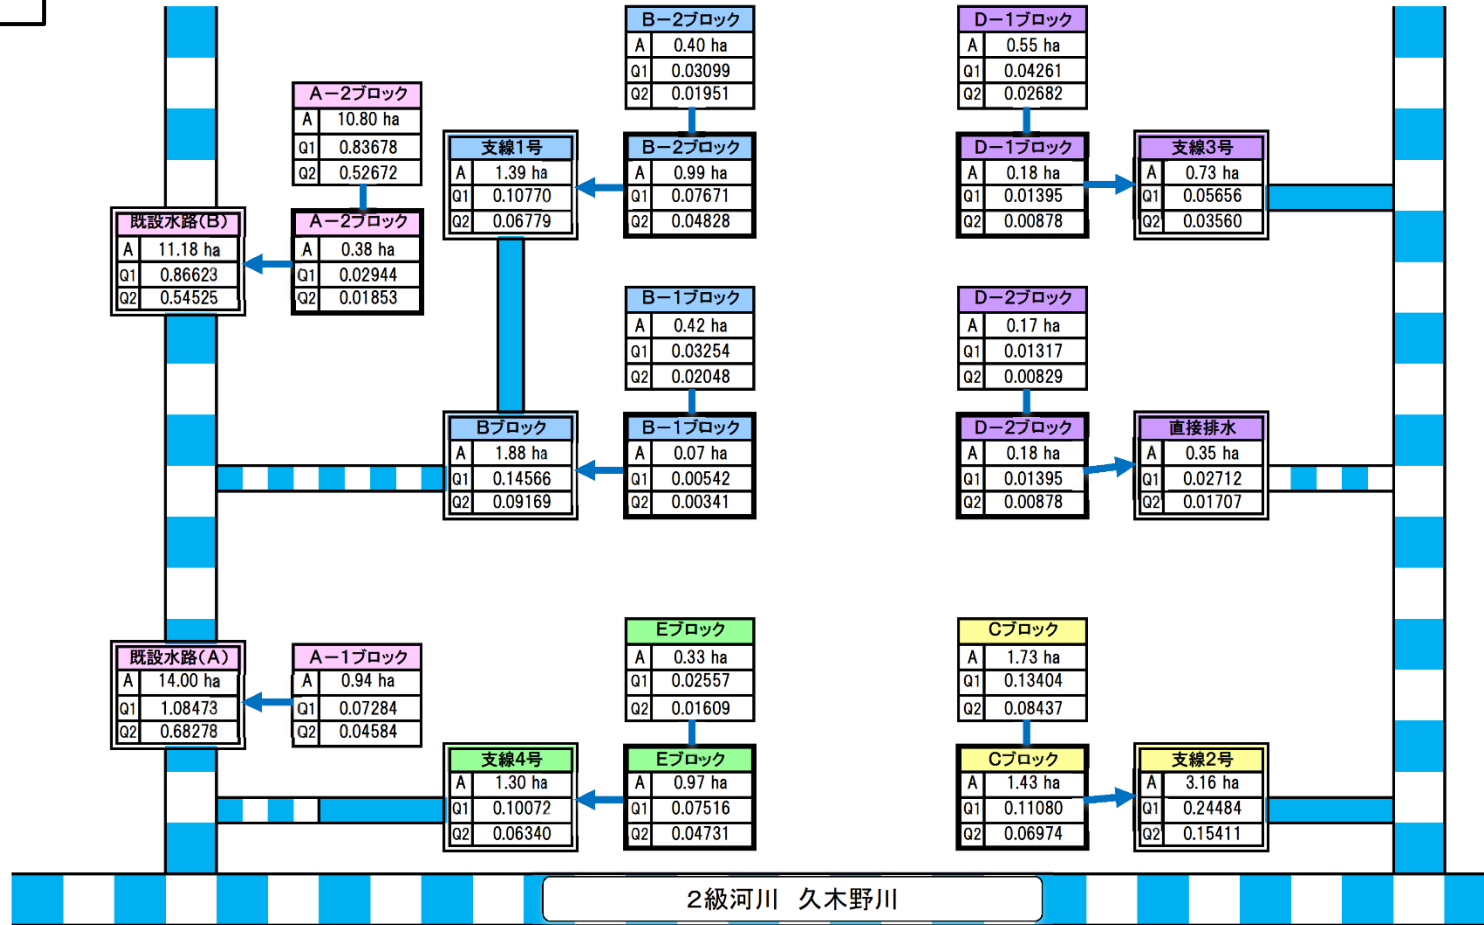 B-2ブロック
A 0.40 ha
Q1 0.03099
Q2 0.01951
D-1ブロック
A 0.55 ha
Q1 0.04261
Q2 0.02682
A-2ブロック
A 10.80 ha
Q1 0.83678
Q2 0.52672
支線1号
A 1.39 ha
Q1 0.10770
Q2 0.06779
B-2ブロック
A 0.99 ha
Q1 0.07671
Q2 0.04828
D-1ブロック
A 0.18 ha
Q1 0.01395
Q2 0.00878
支線3号
A 0.73 ha
Q1 0.05656
Q2 0.03560
既設水路(B)
A 11.18 ha
Q1 0.86623
Q2 0.54525
A-2ブロック
A 0.38 ha
Q1 0.02944
Q2 0.01853
B-1ブロック
A 0.42 ha
Q1 0.03254
Q2 0.02048
D-2ブロック
A 0.17 ha
Q1 0.01317
Q2 0.00829
Bブロック
A 1.88 ha
Q1 0.14566
Q2 0.09169
B-1ブロック
A 0.07 ha
Q1 0.00542
Q2 0.00341
D-2ブロック
A 0.18 ha
Q1 0.01395
Q2 0.00878
直接排水
A 0.35 ha
Q1 0.02712
Q2 0.01707
Eブロック
A 0.33 ha
Q1 0.02557
Q2 0.01609
Cブロック
A 1.73 ha
Q1 0.13404
Q2 0.08437
既設水路(A)
A 14.00 ha
Q1 1.08473
Q2 0.68278
A-1ブロック
A 0.94 ha
Q1 0.07284
Q2 0.04584
支線4号
A 1.30 ha
Q1 0.10072
Q2 0.06340
Eブロック
A 0.97 ha
Q1 0.07516
Q2 0.04731
Cブロック
A 1.43 ha
Q1 0.11080
Q2 0.06974
支線2号
A 3.16 ha
Q1 0.24484
Q2 0.15411
2級河川 久木野川